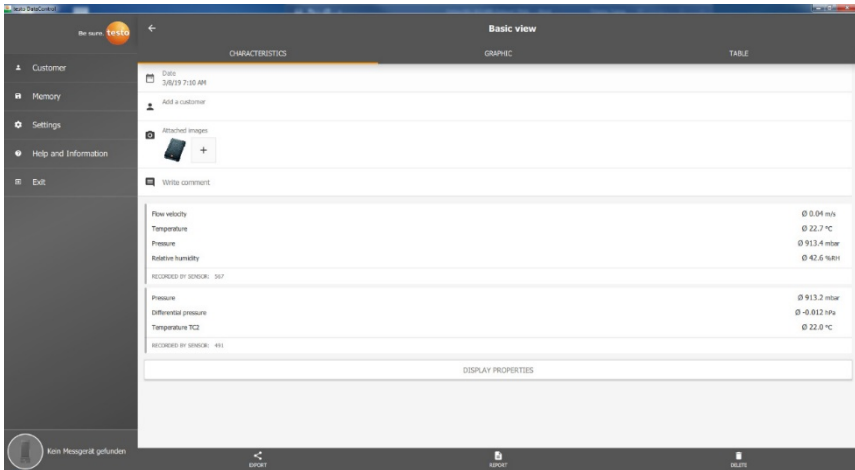 testo DataControl
Be sure. testo
Customer
Memory
Settings
Help and Information
Exit
Kein Messgerät gefunden
Basic view
CHARACTERISTICS
GRAPHIC
TABLE
Date
3/8/19 7:10 AM
Add a customer
Attached images
+
Write comment
Flow velocity Ø 0.04 m/s
Temperature Ø 22.7 °C
Pressure Ø 913.4 mbar
Relative humidity Ø 42.6 %RH
RECORDED BY SENSOR: 567
Pressure Ø 913.2 mbar
Differential pressure Ø -0.012 hPa
Temperature TC2 Ø 22.0 °C
RECORDED BY SENSOR: 491
DISPLAY PROPERTIES
EXPORT
REPORT
DELETE